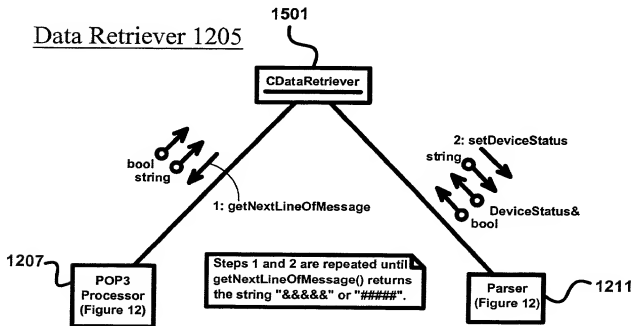 1501
Data Retriever 1205
CDataRetriever
2: setDeviceStatus
string
bool
string
DeviceStatus&
bool
1: getNextLineOfMessage
1207
POP3
Processor
(Figure 12)
Steps 1 and 2 are repeated until
getNextLineOfMessage() returns
the string "&&&&&" or "#####".
Parser
(Figure 12)
1211